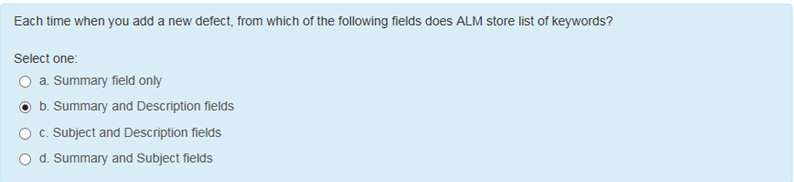 Each time when you add a new defect, from which of the following fields does ALM store list of keywords?
Select one:
a. Summary field only
b. Summary and Description fields
c. Subject and Description fields
d. Summary and Subject fields